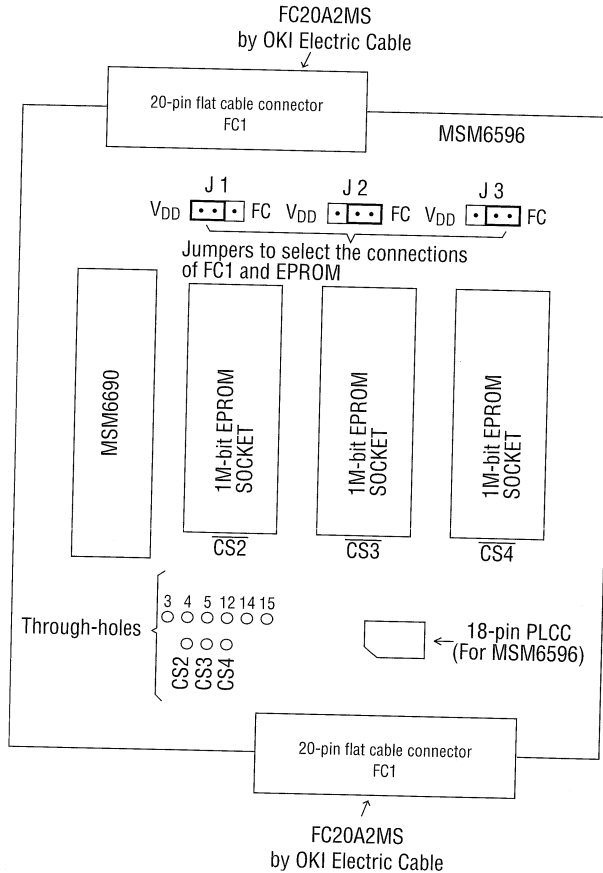 FC20A2MS
by OKI Electric Cable
20-pin flat cable connector
FC1
MSM6596
J 1
J 2
J 3
VDD FC VDD FC VDD FC
Jumpers to select the connections
of FC1 and EPROM
MSM6690
1M-bit EPROM
SOCKET
1M-bit EPROM
SOCKET
1M-bit EPROM
SOCKET
CS2
CS3
CS4
3 4 5 12 14 15
Through-holes
CS2
CS3
CS4
18-pin PLCC
(For MSM6596)
20-pin flat cable connector
FC1
FC20A2MS
by OKI Electric Cable